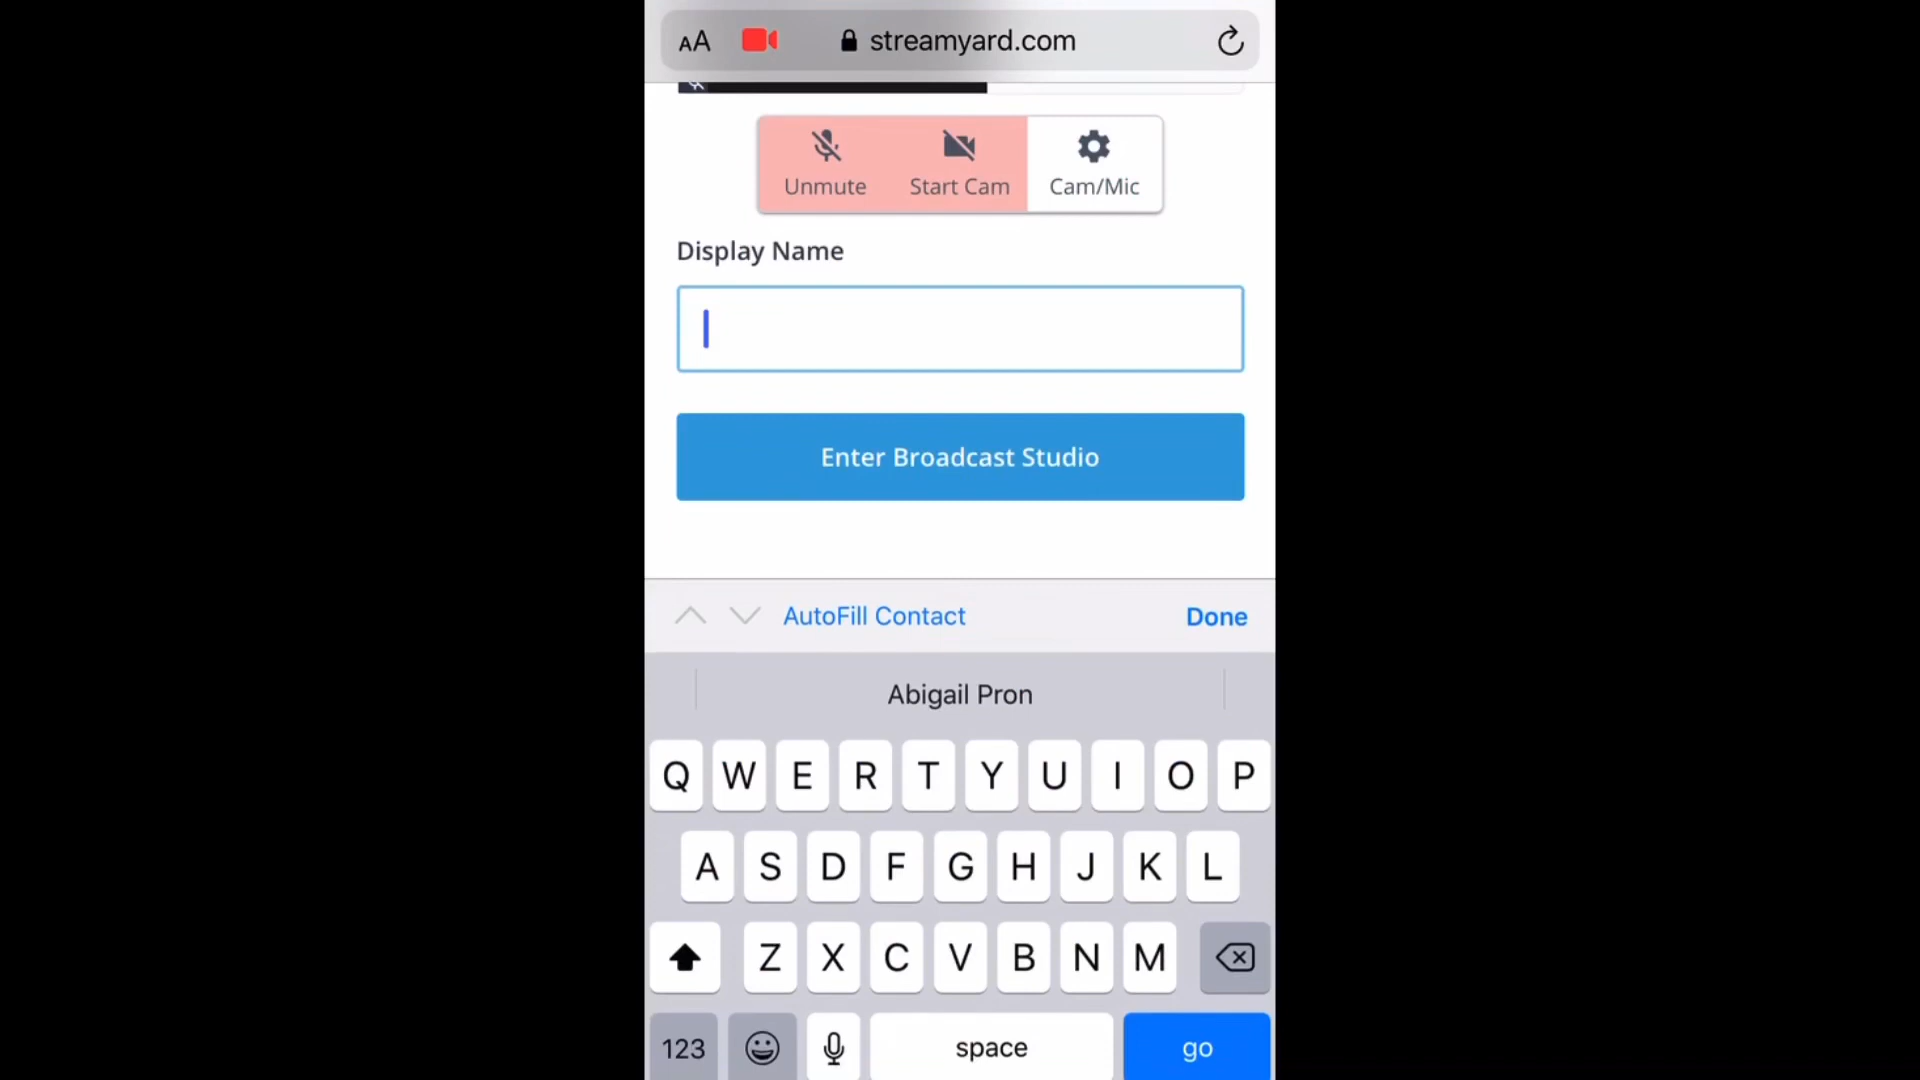 AA streamyard.com
Unmute Start Cam Cam/Mic
Display Name
Enter Broadcast Studio
AutoFill Contact Done
Abigail Pron
Q W E R T Y U I O P
A S D F G H J K L
Z X C V B N M
123 space go